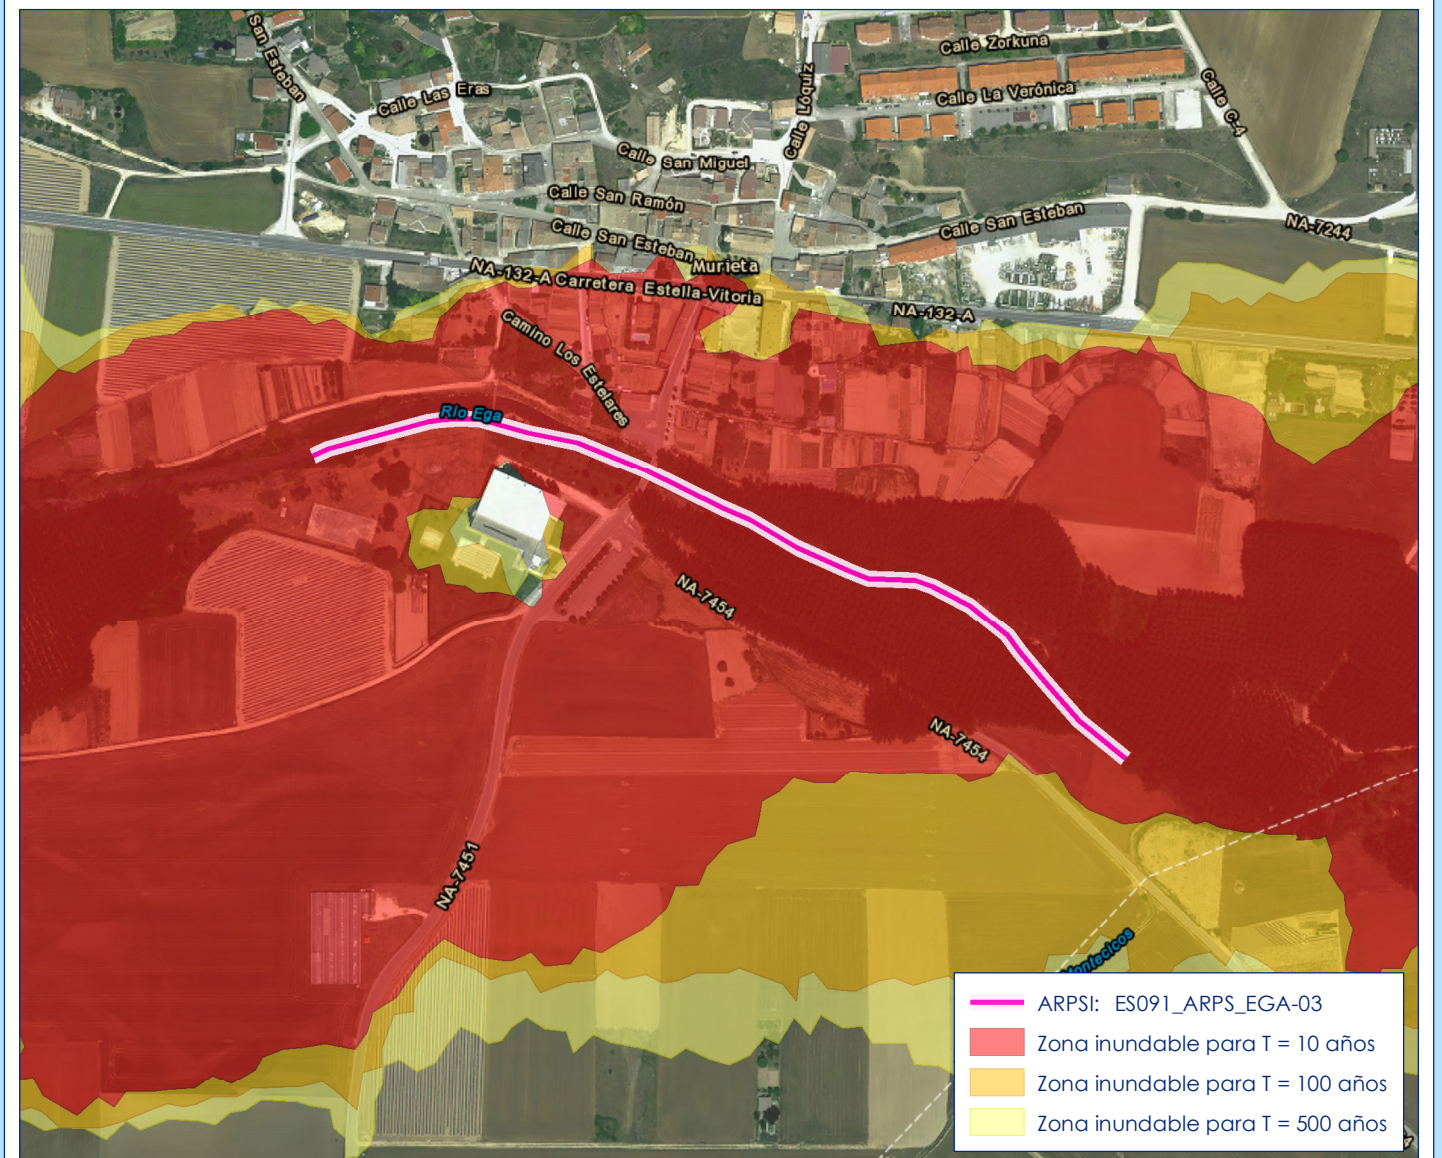 San Esteban
Calle Las Eras
Calle Lóquiz
Calle Zorkuna
Calle La Verónica
Calle C-A
Calle San Miguel
Calle San Ramón
Calle San Esteban
Calle San Esteban
NA-7244
Murieta
NA-132-A Carretera Estella-Vitoria
NA-132-A
Camino Los Estelares
Río Ega
NA-7454
NA-7454
NA-7451
Montecicos
ARPSI: ES091_ARPS_EGA-03
Zona inundable para T = 10 años
Zona inundable para T = 100 años
Zona inundable para T = 500 años